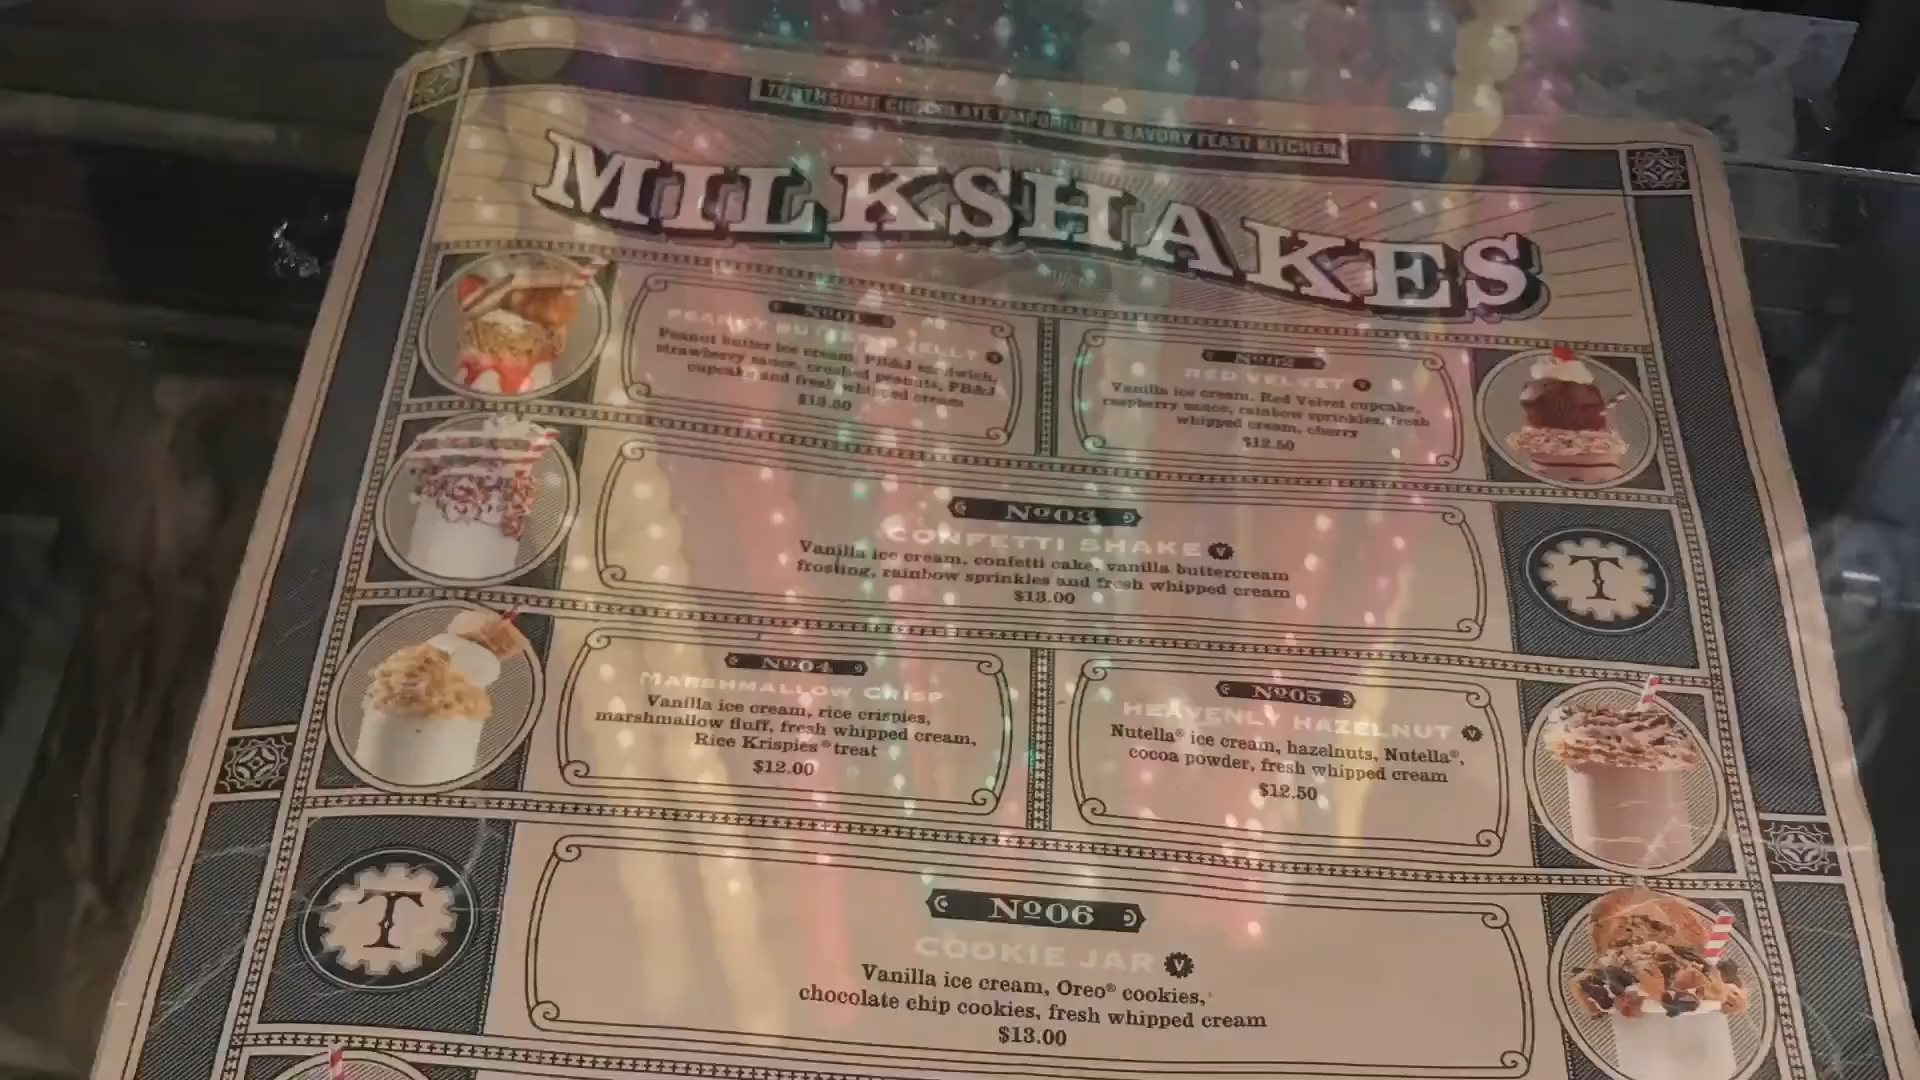 TOOTHSOME CHOCOLATE EMPORIUM & SAVORY FEAST KITCHEN
MILKSHAKES
Nº01
PEANUT BUTTER & JELLY V
Peanut butter ice cream, PB&J sandwich,
strawberry sauce, crushed peanuts, PB&J
cupcake and fresh whipped cream
$13.50
Nº02
RED VELVET V
Vanilla ice cream, Red Velvet cupcake,
raspberry sauce, rainbow sprinkles, fresh
whipped cream, cherry
$12.50
Nº03
CONFETTI SHAKE V
Vanilla ice cream, confetti cake, vanilla buttercream
frosting, rainbow sprinkles and fresh whipped cream
$13.00
T
Nº04
MARSHMALLOW CRISP
Vanilla ice cream, rice crispies,
marshmallow fluff, fresh whipped cream,
Rice Krispies® treat
$12.00
Nº05
HEAVENLY HAZELNUT V
Nutella® ice cream, hazelnuts, Nutella®,
cocoa powder, fresh whipped cream
$12.50
T
Nº06
COOKIE JAR V
Vanilla ice cream, Oreo® cookies,
chocolate chip cookies, fresh whipped cream
$13.00